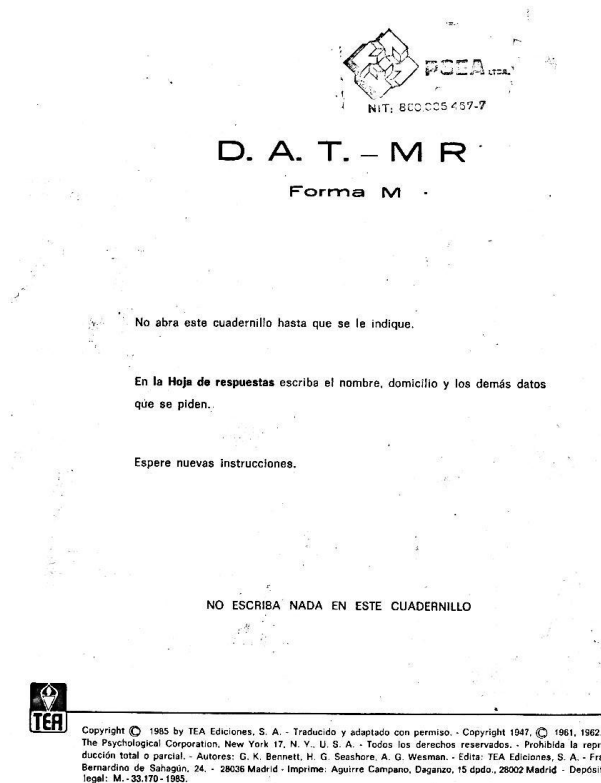 PSEA LTDA.
NIT: 860.005.457-7
D. A. T. – M R
Forma M
No abra este cuadernillo hasta que se le indique.
En la Hoja de respuestas escriba el nombre, domicilio y los demás datos
que se piden.
Espere nuevas instrucciones.
NO ESCRIBA NADA EN ESTE CUADERNILLO
TEA
Copyright © 1985 by TEA Ediciones, S. A. - Traducido y adaptado con permiso. - Copyright 1947, © 1961, 1962
The Psychological Corporation, New York 17, N. Y.. U. S. A. - Todos los derechos reservados. - Prohibida la repr
ducción total o parcial. - Autores: G. K. Bennett, H. G. Seashore, A. G. Wesman. - Edita: TEA Ediciones, S. A. - Fr
Bernardino de Sahagún, 24. - 28036 Madrid - Imprime: Aguirre Campano, Daganzo, 15 dpdo., 28002 Madrid - Depósi
legal: M. - 33.170 - 1985.